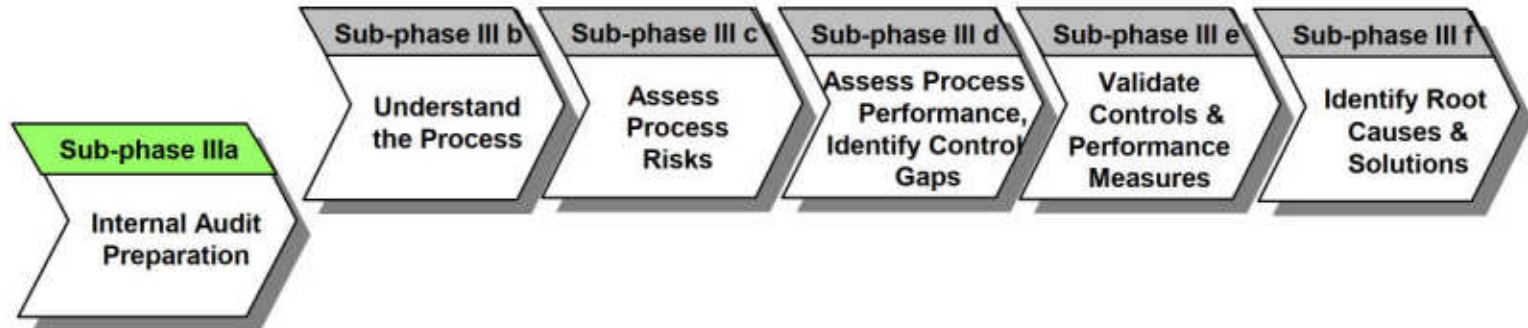 Sub-phase IIIa
Internal Audit
Preparation
Sub-phase III b
Understand
the Process
Sub-phase III c
Assess
Process
Risks
Sub-phase III d
Assess Process
Performance,
Identify Control
Gaps
Sub-phase III e
Validate
Controls &
Performance
Measures
Sub-phase III f
Identify Root
Causes &
Solutions